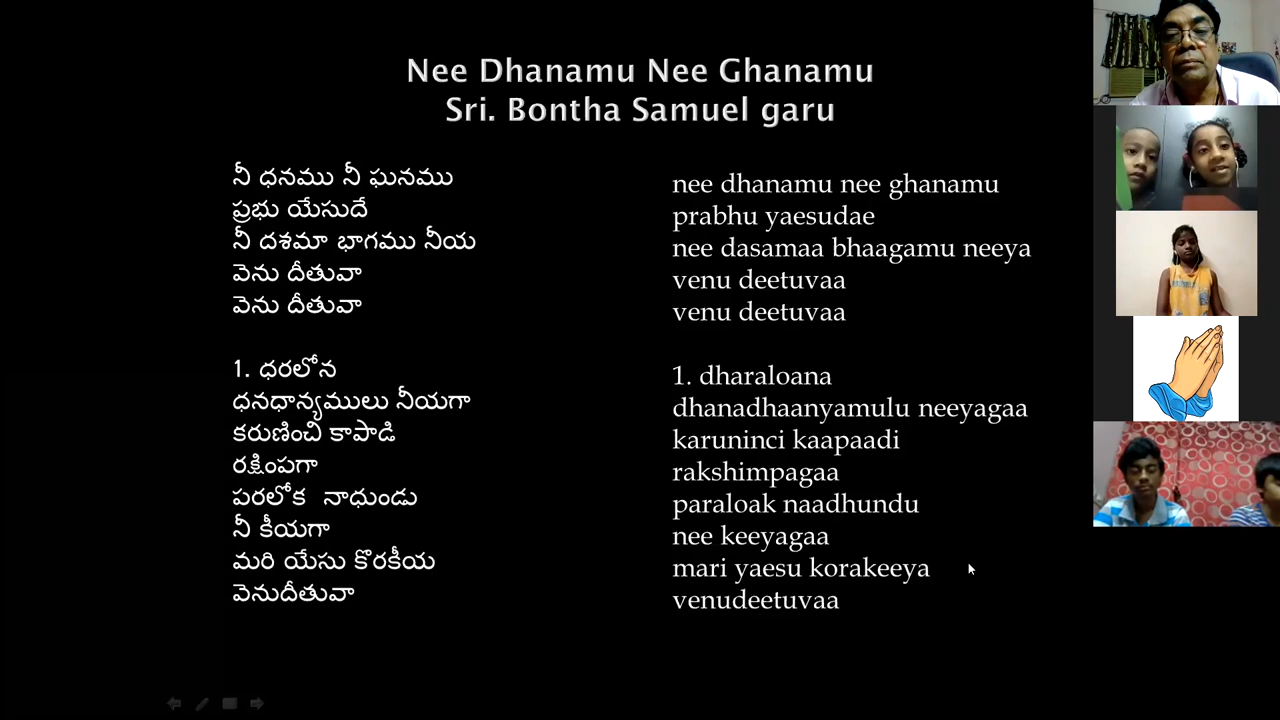 Nee Dhanamu Nee Ghanamu
Sri. Bontha Samuel garu
నీ ధనము నీ ఘనము
ప్రభు యేసుదే
నీ దశమా భాగము నీయ
వెను దీతువా
వెను దీతువా
1. ధరలోన
ధనధాన్యములు నీయగా
కరుణించి కాపాడి
రక్షింపగా
పరలోక నాధుండు
నీ కీయగా
మరి యేసు కొరకీయ
వెనుదీతువా
nee dhanamu nee ghanamu
prabhu yaesudae
nee dasamaa bhaagamu neeya
venu deetuvaa
venu deetuvaa
1. dharaloana
dhanadhaanyamulu neeyagaa
karuninci kaapaadi
rakshimpagaa
paraloak naadhundu
nee keeyagaa
mari yaesu korakeeya
venudeetuvaa